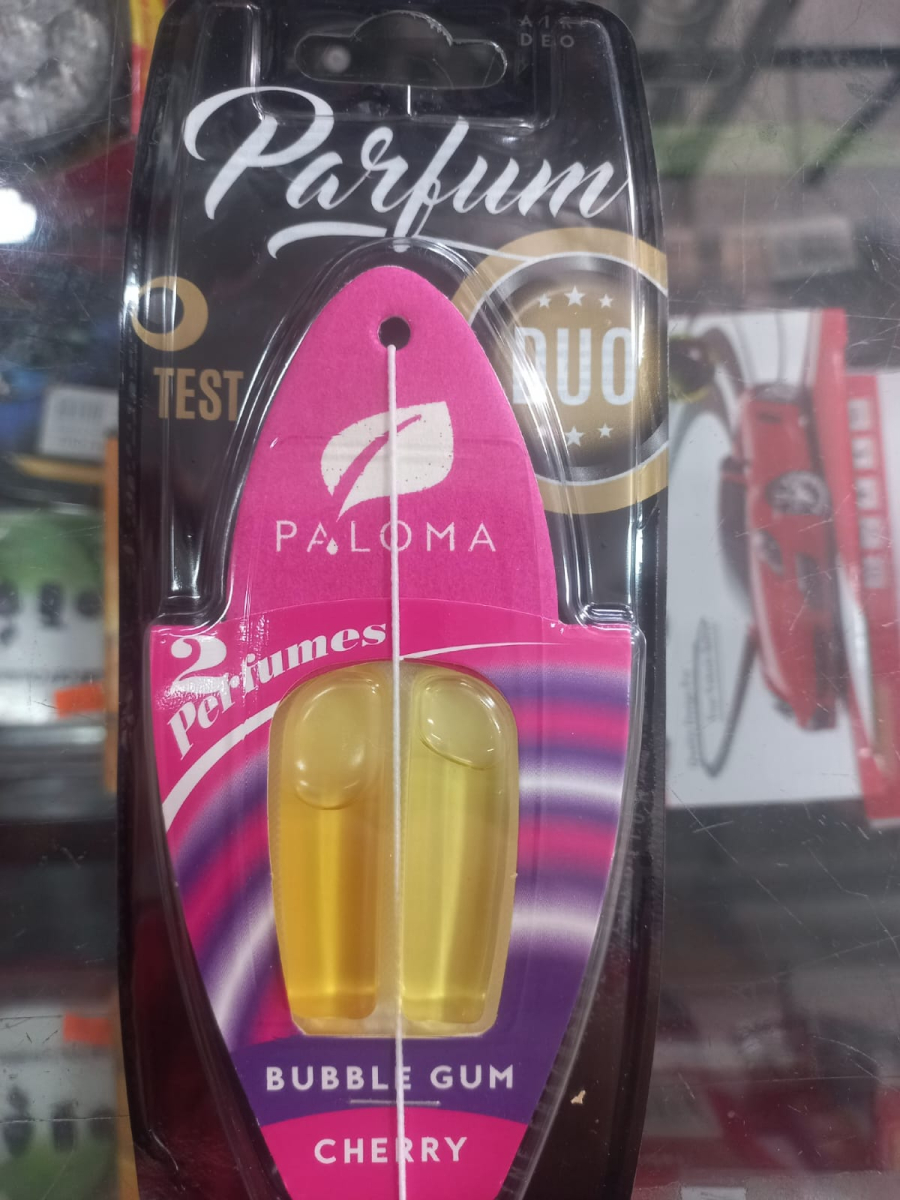 AIR
DEO
Parfum
DUO
TEST
PALOMA
2
Perfumes
BUBBLE GUM
CHERRY